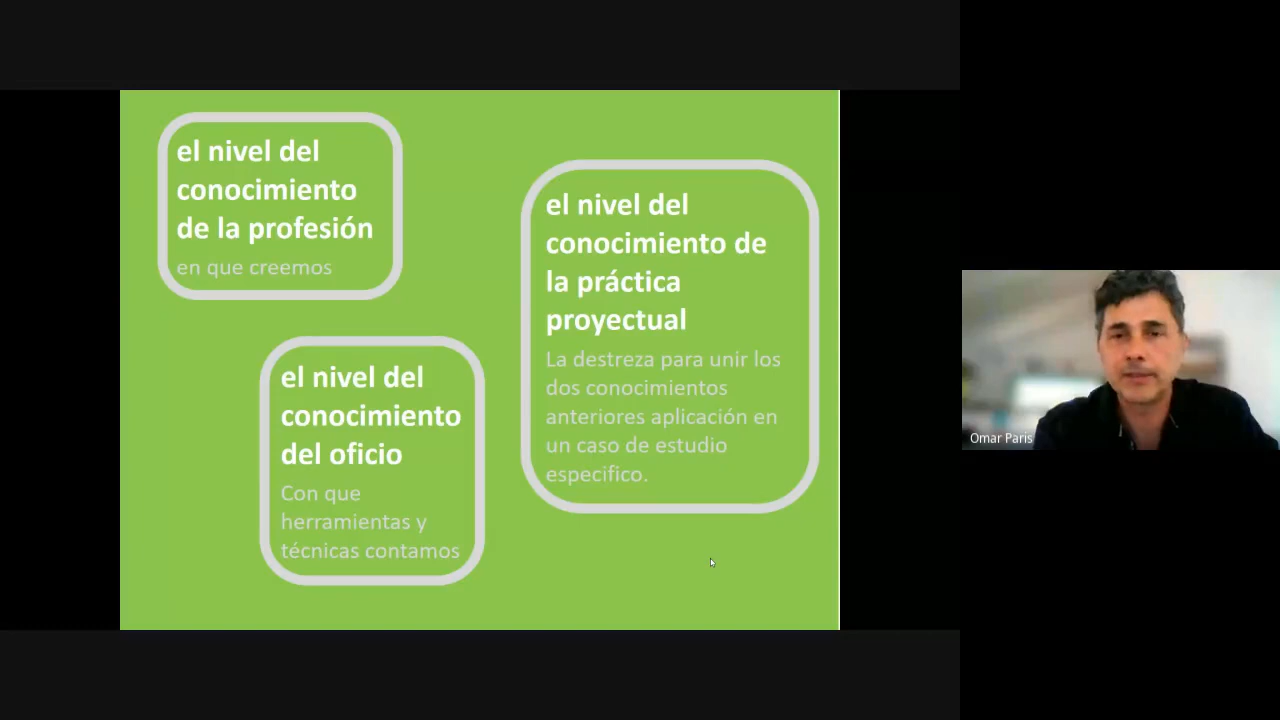 el nivel del
conocimiento
de la profesión
en que creemos
el nivel del
conocimiento
del oficio
Con que
herramientas y
técnicas contamos
el nivel del
conocimiento de
la práctica
proyectual
La destreza para unir los
dos conocimientos
anteriores aplicación en
un caso de estudio
especifico.
Omar Paris